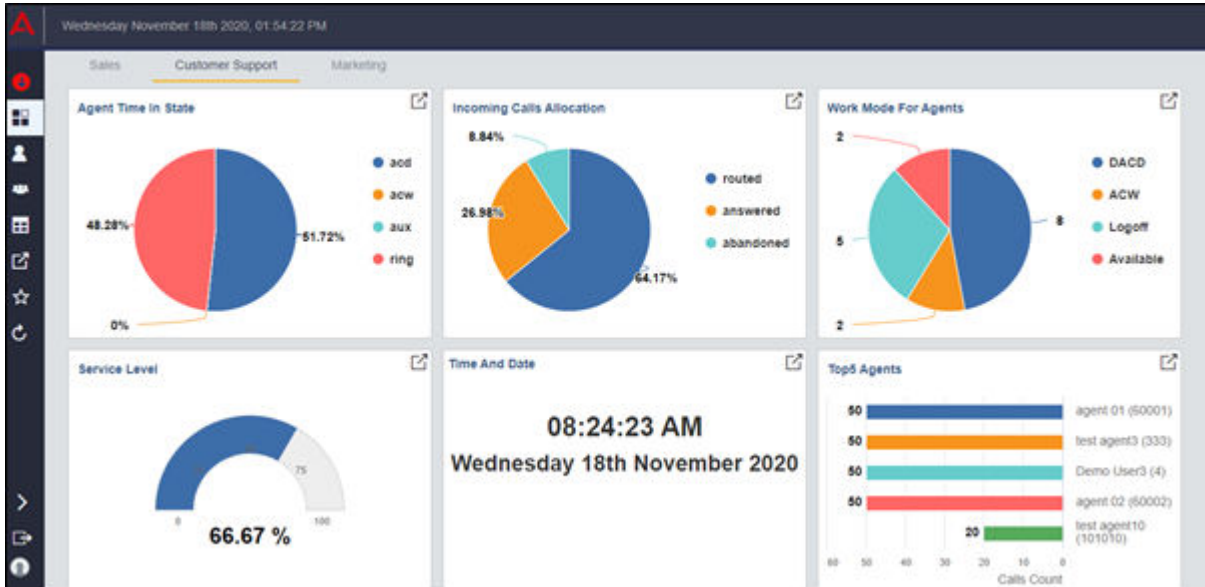 Wednesday November 18th 2020, 01:54:22 PM
Sales Customer Support Marketing
Agent Time In State
48.28%
51.72%
0%
acd
acw
aux
ring
Incoming Calls Allocation
8.84%
26.98%
64.17%
routed
answered
abandoned
Work Mode For Agents
2
5
8
2
DACD
ACW
Logoff
Available
Service Level
75
0
100
66.67 %
Time And Date
08:24:23 AM
Wednesday 18th November 2020
Top5 Agents
50 agent 01 (60001)
50 test agent3 (333)
50 Demo User3 (4)
50 agent 02 (60002)
20 test agent10
(101010)
60 50 40 30 20 10 0
Calls Count